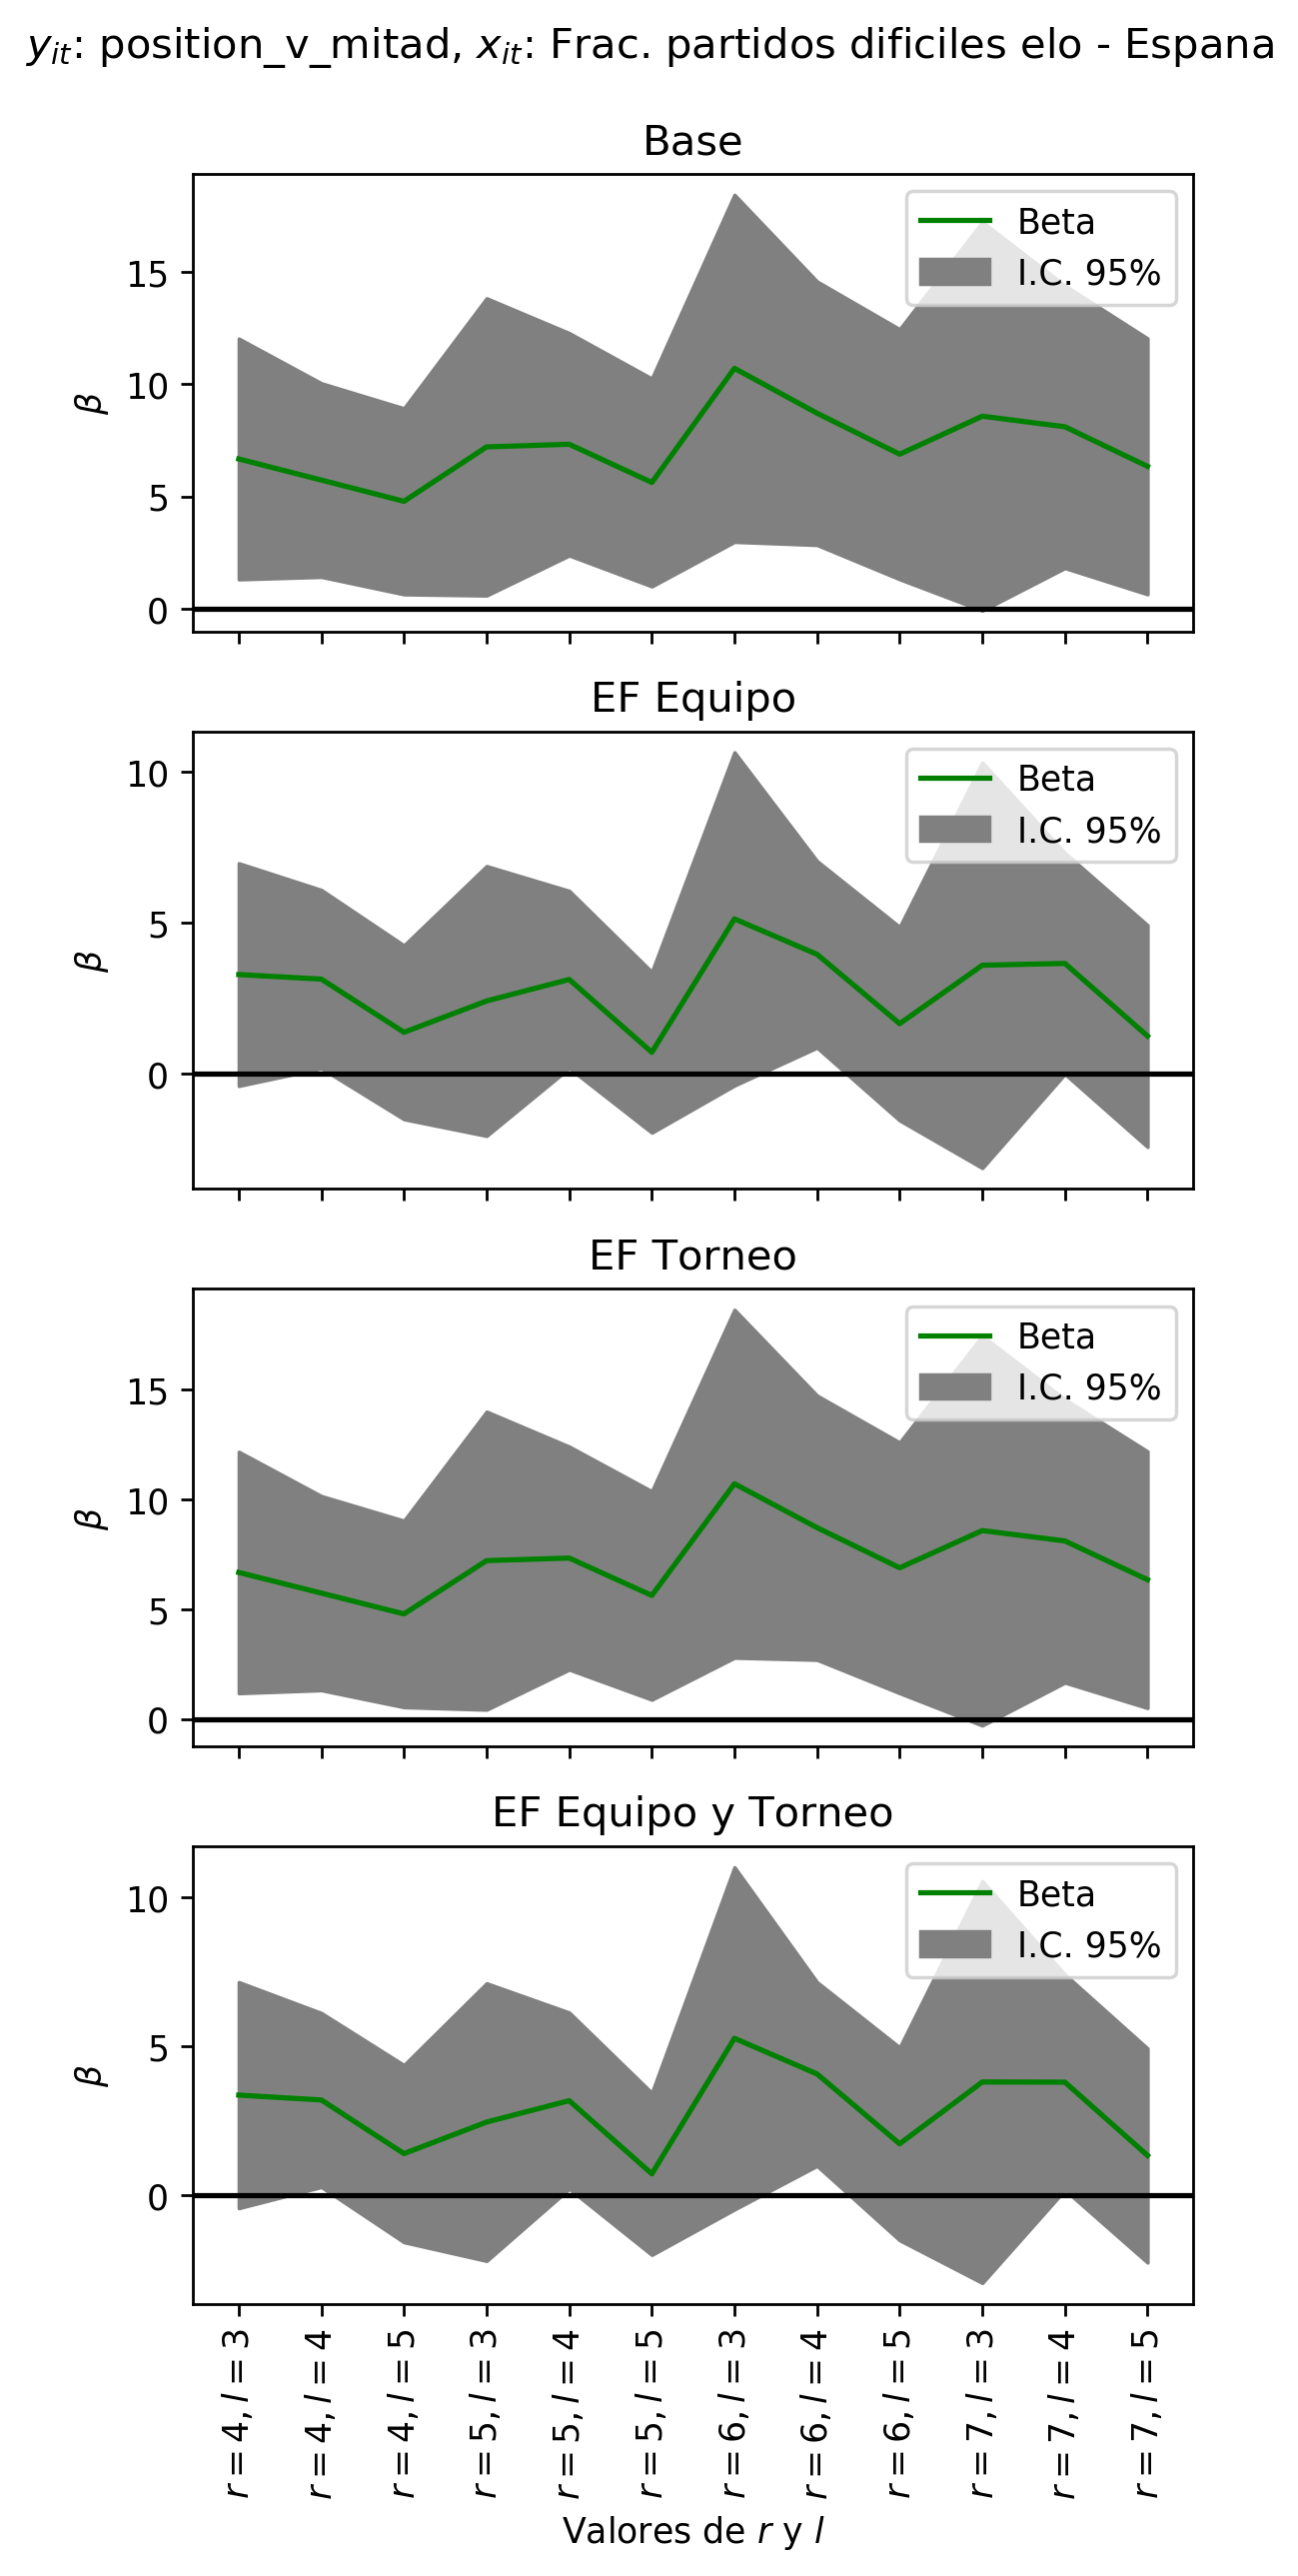 y_it: position_v_mitad, x_it: Frac. partidos dificiles elo - Espana
Base
Beta
I.C. 95%
15
10
5
0
β
EF Equipo
Beta
I.C. 95%
10
5
0
β
EF Torneo
Beta
I.C. 95%
15
10
5
0
β
EF Equipo y Torneo
Beta
I.C. 95%
10
5
0
β
r = 4, l = 3
r = 4, l = 4
r = 4, l = 5
r = 5, l = 3
r = 5, l = 4
r = 5, l = 5
r = 6, l = 3
r = 6, l = 4
r = 6, l = 5
r = 7, l = 3
r = 7, l = 4
r = 7, l = 5
Valores de r y l